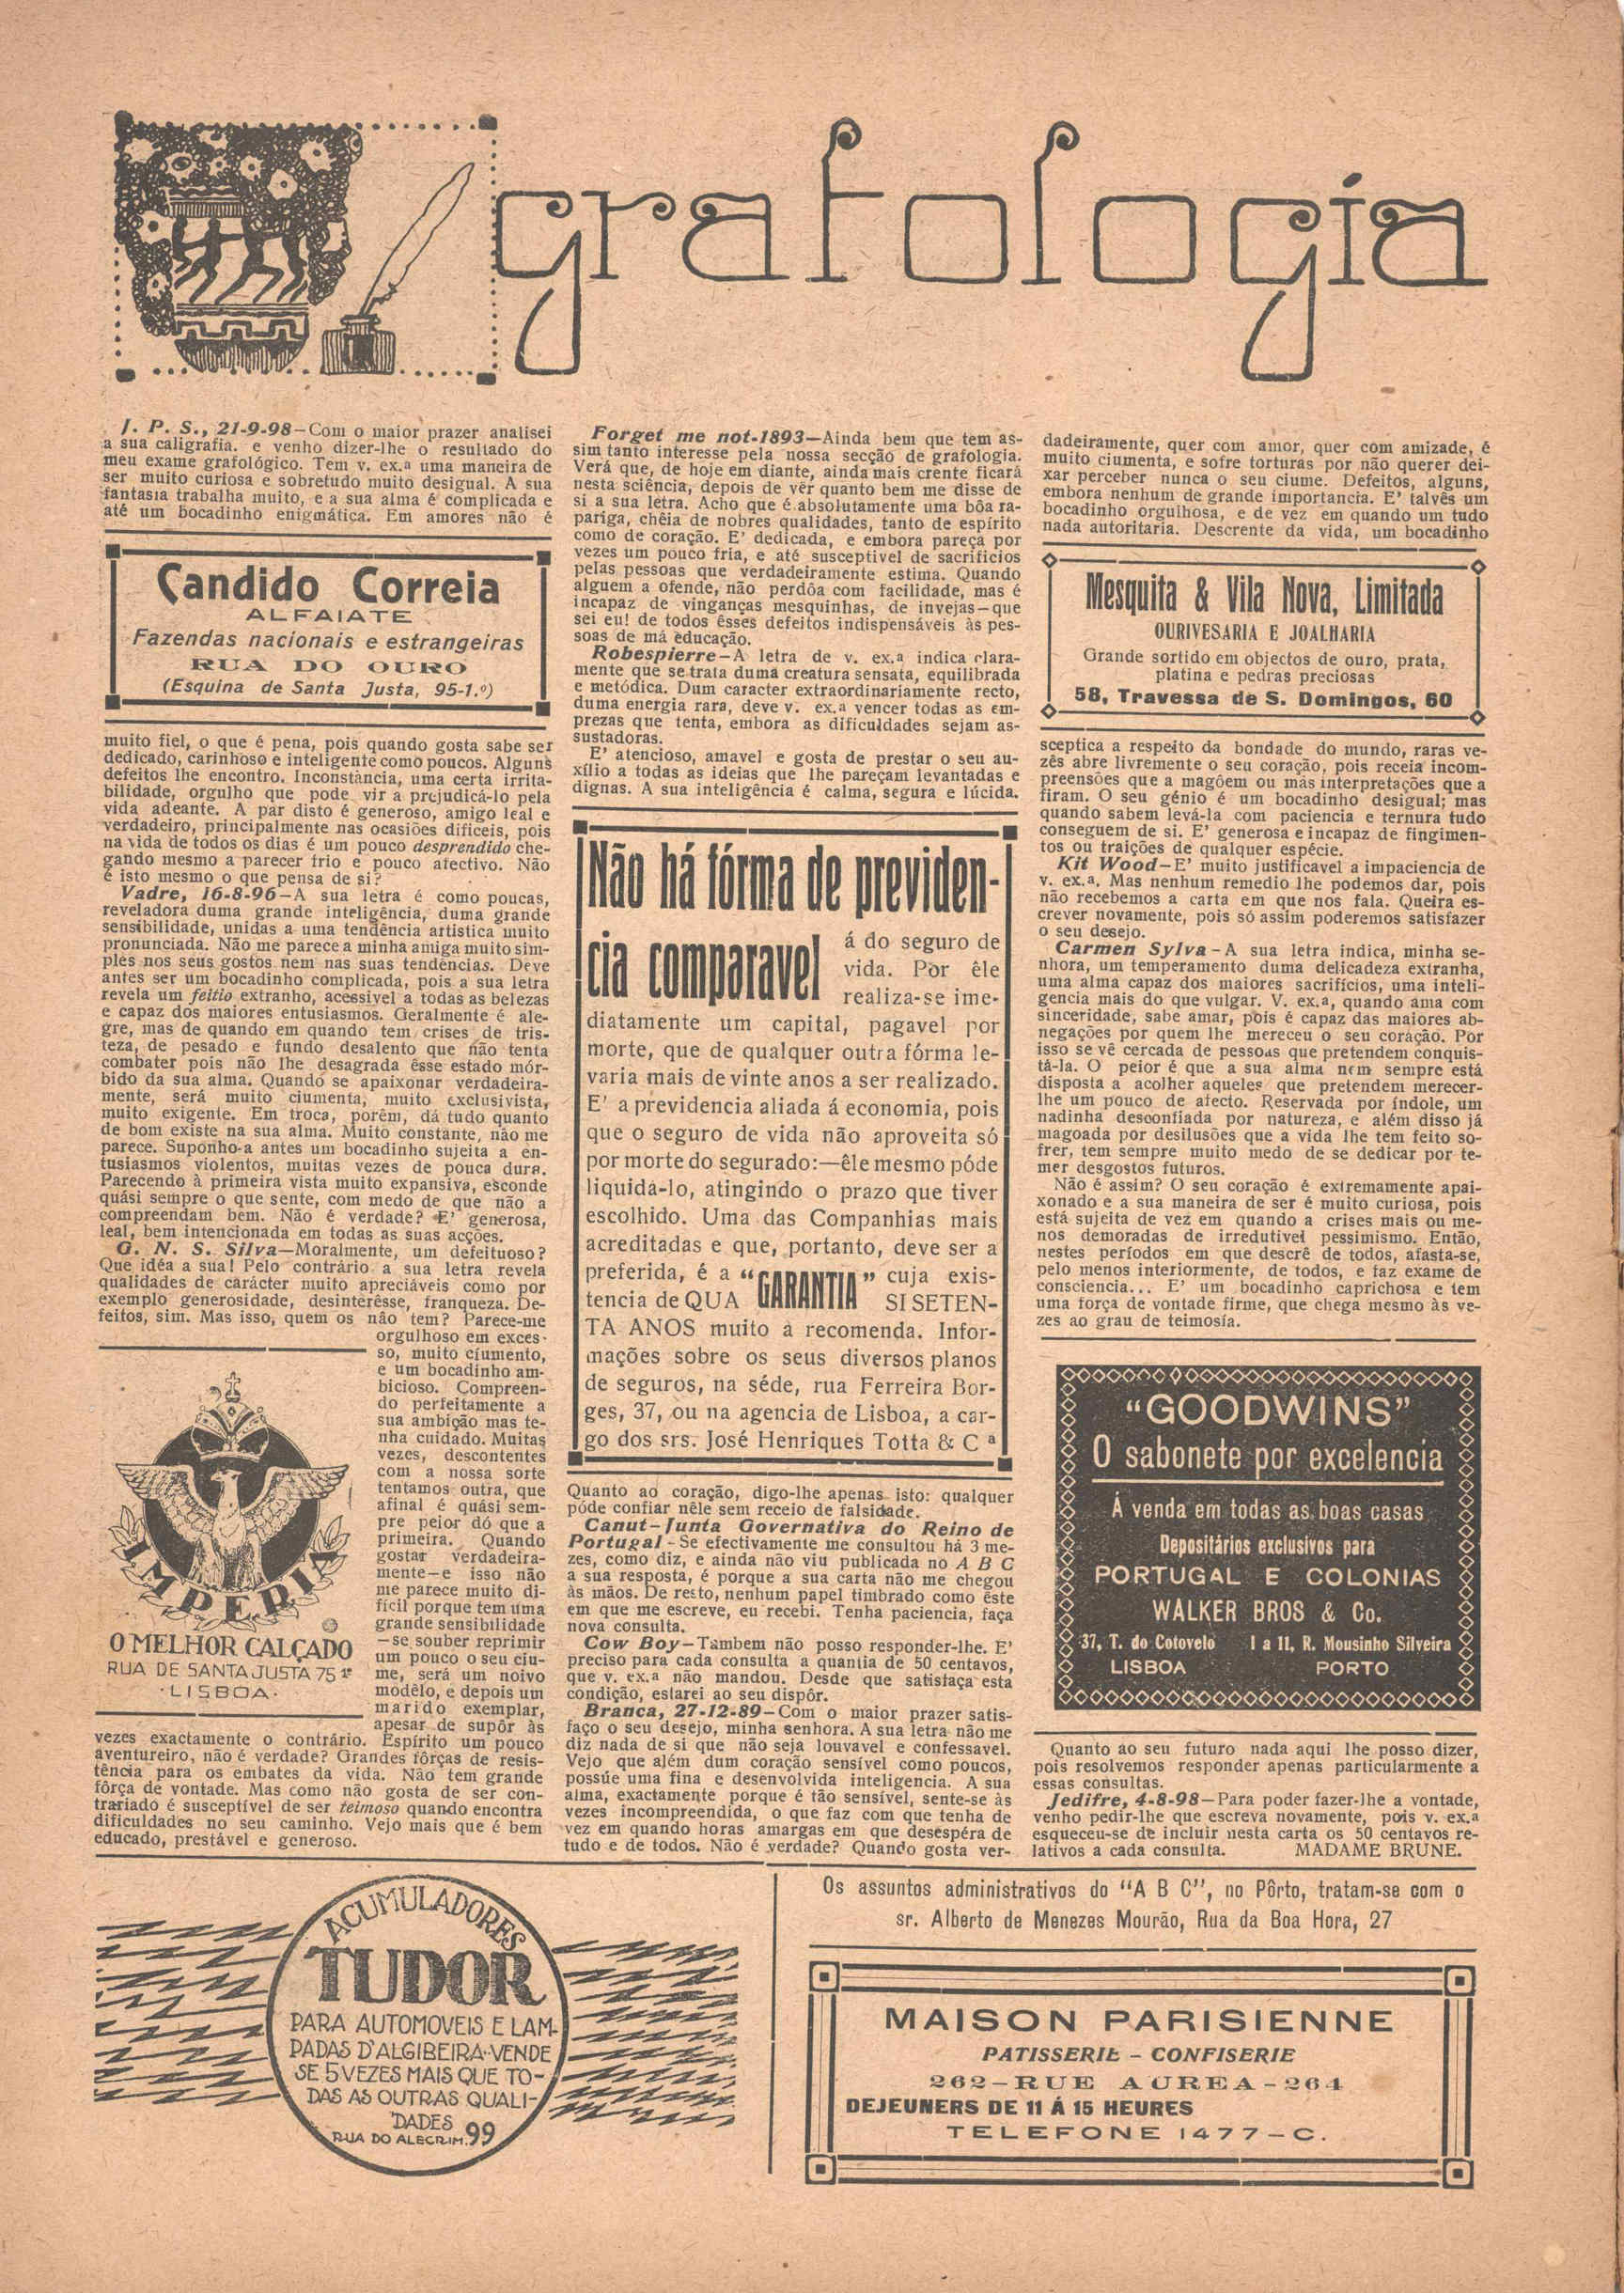 grafologia
J. P. S., 21-9-98—Com o maior prazer analisei
a sua caligrafia. e venho dizer-lhe o resultado do
meu exame grafológico. Tem v. ex.ª uma maneira de
ser muito curiosa e sobretudo muito desigual. A sua
fantasia trabalha muito, e a sua alma é complicada e
até um bocadinho enigmática. Em amores não é
Candido Correia
ALFAIATE
Fazendas nacionais e estrangeiras
RUA DO OURO
(Esquina de Santa Justa, 95-1.º)
muito fiel, o que é pena, pois quando gosta sabe ser
dedicado, carinhoso e inteligente como poucos. Alguns
defeitos lhe encontro. Inconstância, uma certa irrita-
bilidade, orgulho que pode vir a prejudicá-lo pela
vida adeante. A par disto é generoso, amigo leal e
verdadeiro, principalmente nas ocasiões dificeis, pois
na vida de todos os dias é um pouco desprendido che-
gando mesmo a parecer frio e pouco afectivo. Não
é isto mesmo o que pensa de si?
Vadre, 16-8-96—A sua letra é como poucas,
reveladora duma grande inteligência, duma grande
sensibilidade, unidas a uma tendência artistica muito
pronunciada. Não me parece a minha amiga muito sim-
ples nos seus gostos nem nas suas tendências. Deve
antes ser um bocadinho complicada, pois a sua letra
revela um feitio extranho, acessivel a todas as belezas
e capaz dos maiores entusiasmos. Geralmente é ale-
gre, mas de quando em quando tem crises de tris-
teza, de pesado e fundo desalento que não tenta
combater pois não lhe desagrada êsse estado mór-
bido da sua alma. Quando se apaixonar verdadeira-
mente, será muito ciumenta, muito exclusivista,
muito exigente. Em troca, porêm, dá tudo quanto
de bom existe na sua alma. Muito constante, não me
parece. Suponho-a antes um bocadinho sujeita a en-
tusiasmos violentos, muitas vezes de pouca dura.
Parecendo à primeira vista muito expansiva, esconde
quási sempre o que sente, com medo de que não a
compreendam bem. Não é verdade? E' generosa,
leal, bem intencionada em todas as suas acções.
G. N. S. Silva—Moralmente, um defeituoso?
Que idéa a sua! Pelo contrário a sua letra revela
qualidades de carácter muito apreciáveis como por
exemplo generosidade, desinterêsse, franqueza. De-
feitos, sim. Mas isso, quem os não tem? Parece-me
orgulhoso em exces-
so, muito ciumento,
e um bocadinho am-
bicioso. Compreen-
do perfeitamente a
sua ambição mas te-
nha cuidado. Muitas
vezes, descontentes
com a nossa sorte
tentamos outra, que
afinal é quási sem-
pre peior dó que a
primeira. Quando
gostar verdadeira-
mente—e isso não
me parece muito di-
fícil porque tem uma
grande sensibilidade
—se souber reprimir
um pouco o seu ciu-
me, será um noivo
modêlo, e depois um
marido exemplar,
apesar de supôr às
IMPERIA
O MELHOR CALÇADO
RUA DE SANTA JUSTA 75 1º
·LISBOA·
vezes exactamente o contrário. Espírito um pouco
aventureiro, não é verdade? Grandes fôrças de resis-
tência para os embates da vida. Não tem grande
fôrça de vontade. Mas como não gosta de ser con-
trariado é susceptível de ser teimoso quando encontra
dificuldades no seu caminho. Vejo mais que é bem
educado, prestável e generoso.
Forget me not-1893—Ainda bem que tem as-
sim tanto interesse pela nossa secção de grafologia.
Verá que, de hoje em diante, ainda mais crente ficará
nesta sciência, depois de vêr quanto bem me disse de
si a sua letra. Acho que é absolutamente uma bôa ra-
pariga, chêia de nobres qualidades, tanto de espírito
como de coração. E' dedicada, e embora pareça por
vezes um pouco fria, e até susceptivel de sacrificios
pelas pessoas que verdadeiramente estima. Quando
alguem a ofende, não perdôa com facilidade, mas é
incapaz de vinganças mesquinhas, de invejas—que
sei eu! de todos êsses defeitos indispensáveis às pes-
soas de má educação.
Robespierre—A letra de v. ex.ª indica clara-
mente que se trata duma creatura sensata, equilibrada
e metódica. Dum caracter extraordinariamente recto,
duma energia rara, deve v. ex.ª vencer todas as em-
prezas que tenta, embora as dificuldades sejam as-
sustadoras.
E' atencioso, amavel e gosta de prestar o seu au-
xílio a todas as ideias que lhe pareçam levantadas e
dignas. A sua inteligência é calma, segura e lúcida.
Não há fórma de previden-
cia comparavel á do seguro de
vida. Por êle
realiza-se ime-
diatamente um capital, pagavel por
morte, que de qualquer outra fórma le-
varia mais de vinte anos a ser realizado.
E' a previdencia aliada á economia, pois
que o seguro de vida não aproveita só
por morte do segurado:—êle mesmo póde
liquidá-lo, atingindo o prazo que tiver
escolhido. Uma das Companhias mais
acreditadas e que, portanto, deve ser a
preferida, é a “GARANTIA” cuja exis-
tencia de QUASI SETEN-
TA ANOS muito a recomenda. Infor-
mações sobre os seus diversos planos
de seguros, na séde, rua Ferreira Bor-
ges, 37, ou na agencia de Lisboa, a car-
go dos srs. José Henriques Totta & C ª
Quanto ao coração, digo-lhe apenas isto: qualquer
póde confiar nêle sem receio de falsidade.
Canut-Junta Governativa do Reino de
Portugal - Se efectivamente me consultou há 3 me-
zes, como diz, e ainda não viu publicada no A B C
a sua resposta, é porque a sua carta não me chegou
às mãos. De resto, nenhum papel timbrado como êste
em que me escreve, eu recebi. Tenha paciencia, faça
nova consulta.
Cow Boy—Tambem não posso responder-lhe. E'
preciso para cada consulta a quantia de 50 centavos,
que v. ex.ª não mandou. Desde que satisfaça esta
condição, estarei ao seu dispôr.
Branca, 27-12-89—Com o maior prazer satis-
faço o seu desejo, minha senhora. A sua letra não me
diz nada de si que não seja louvavel e confessavel.
Vejo que além dum coração sensível como poucos,
possúe uma fina e desenvolvida inteligencia. A sua
alma, exactamente porque é tão sensível, sente-se às
vezes incompreendida, o que faz com que tenha de
vez em quando horas amargas em que desespéra de
tudo e de todos. Não é verdade? Quando gosta ver-
dadeiramente, quer com amor, quer com amizade, é
muito ciumenta, e sofre torturas por não querer dei-
xar perceber nunca o seu ciume. Defeitos, alguns,
embora nenhum de grande importancia. E' talvês um
bocadinho orgulhosa, e de vez em quando um tudo
nada autoritaria. Descrente da vida, um bocadinho
Mesquita & Vila Nova, Limitada
OURIVESARIA E JOALHARIA
Grande sortido em objectos de ouro, prata,
platina e pedras preciosas
58, Travessa de S. Domingos, 60
sceptica a respeito da bondade do mundo, raras ve-
zês abre livremente o seu coração, pois receia incom-
preensões que a magôem ou más interpretações que a
firam. O seu génio é um bocadinho desigual; mas
quando sabem levá-la com paciencia e ternura tudo
conseguem de si. E' generosa e incapaz de fingimen-
tos ou traições de qualquer espécie.
Kit Wood—E' muito justificavel a impaciencia de
v. ex.ª. Mas nenhum remedio lhe podemos dar, pois
não recebemos a carta em que nos fala. Queira es-
crever novamente, pois só assim poderemos satisfazer
o seu desejo.
Carmen Sylva-A sua letra indica, minha se-
nhora, um temperamento duma delicadeza extranha,
uma alma capaz dos maiores sacrifícios, uma inteli-
gencia mais do que vulgar. V. ex.ª, quando ama com
sinceridade, sabe amar, pois é capaz das maiores ab-
negações por quem lhe mereceu o seu coração. Por
isso se vê cercada de pessoas que pretendem conquis-
tá-la. O peior é que a sua alma nem sempre está
disposta a acolher aqueles que pretendem merecer-
lhe um pouco de afecto. Reservada por índole, um
nadinha desconfiada por natureza, e além disso já
magoada por desilusões que a vida lhe tem feito so-
frer, tem sempre muito medo de se dedicar por te-
mer desgostos futuros.
Não é assim? O seu coração é extremamente apai-
xonado e a sua maneira de ser é muito curiosa, pois
está sujeita de vez em quando a crises mais ou me-
nos demoradas de irredutivel pessimismo. Então,
nestes períodos em que descrê de todos, afasta-se,
pelo menos interiormente, de todos, e faz exame de
consciencia... E' um bocadinho caprichosa e tem
uma força de vontade firme, que chega mesmo às ve-
zes ao grau de teimosía.
“GOODWINS”
O sabonete por excelencia
Á venda em todas as boas casas
Depositários exclusivos para
PORTUGAL E COLONIAS
WALKER BROS & Co.
37, T. do Cotovelo 1 a 11, R. Mousinho Silveira
LISBOA PORTO
Quanto ao seu futuro nada aqui lhe posso dizer,
pois resolvemos responder apenas particularmente a
essas consultas.
Jedifre, 4-8-98—Para poder fazer-lhe a vontade,
venho pedir-lhe que escreva novamente, pois v. ex.ª
esqueceu-se de incluir nesta carta os 50 centavos re-
lativos a cada consulta. MADAME BRUNE.
ACUMULADORES
TUDOR
PARA AUTOMOVEIS E LAM-
PADAS D'ALGIBEIRA·VENDE
SE 5 VEZES MAIS QUE TO-
DAS AS OUTRAS QUALI-
DADES
RUA DO ALECRIM. 99
Os assuntos administrativos do “A B C”, no Pôrto, tratam-se com o
sr. Alberto de Menezes Mourão, Rua da Boa Hora, 27
MAISON PARISIENNE
PATISSERIE - CONFISERIE
262-RUE AUREA-264
DEJEUNERS DE 11 Á 15 HEURES
TELEFONE 1477-C.